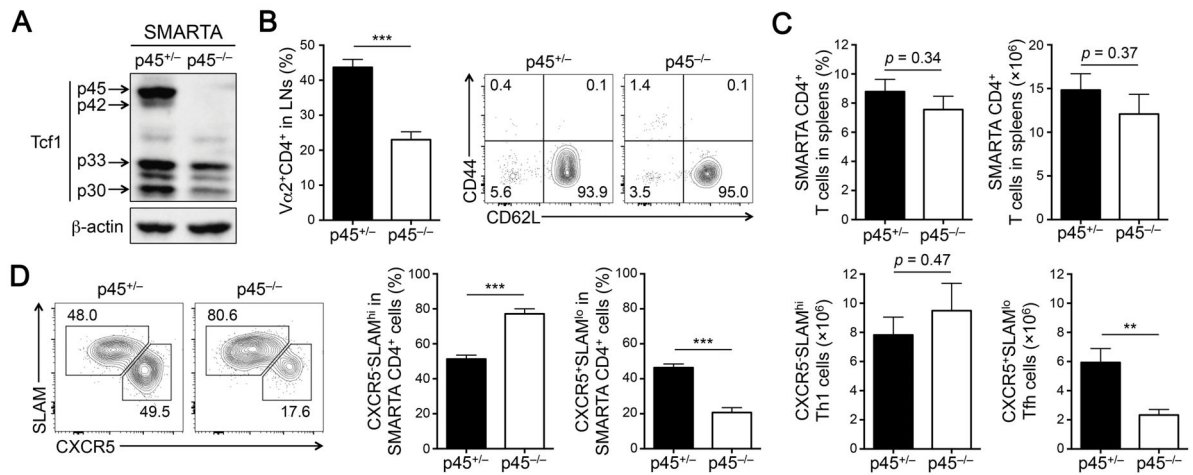 A
SMARTA
p45+/– p45–/–
p45
p42
Tcf1
p33
p30
β-actin
B
***
Vα2+CD4+ in LNs (%)
50
40
30
20
10
0
p45+/– p45–/–
p45+/– p45–/–
0.4 0.1 1.4 0.1
5.6 93.9 3.5 95.0
CD44
CD62L
C
p = 0.34
SMARTA CD4+
T cells in spleens (%)
12
10
8
6
4
2
0
p45+/– p45–/–
p = 0.37
SMARTA CD4+
T cells in spleens (×10⁶)
20
15
10
5
0
p45+/– p45–/–
D
p45+/– p45–/–
48.0 80.6
49.5 17.6
SLAM
CXCR5
***
CXCR5-SLAMhi in
SMARTA CD4+ cells (%)
100
80
60
40
20
0
p45+/– p45–/–
***
CXCR5+SLAMlo in
SMARTA CD4+ cells (%)
100
80
60
40
20
0
p45+/– p45–/–
p = 0.47
CXCR5-SLAMhi
Th1 cells (×10⁶)
12
10
8
6
4
2
0
p45+/– p45–/–
**
CXCR5+SLAMlo
Tfh cells (×10⁶)
12
10
8
6
4
2
0
p45+/– p45–/–